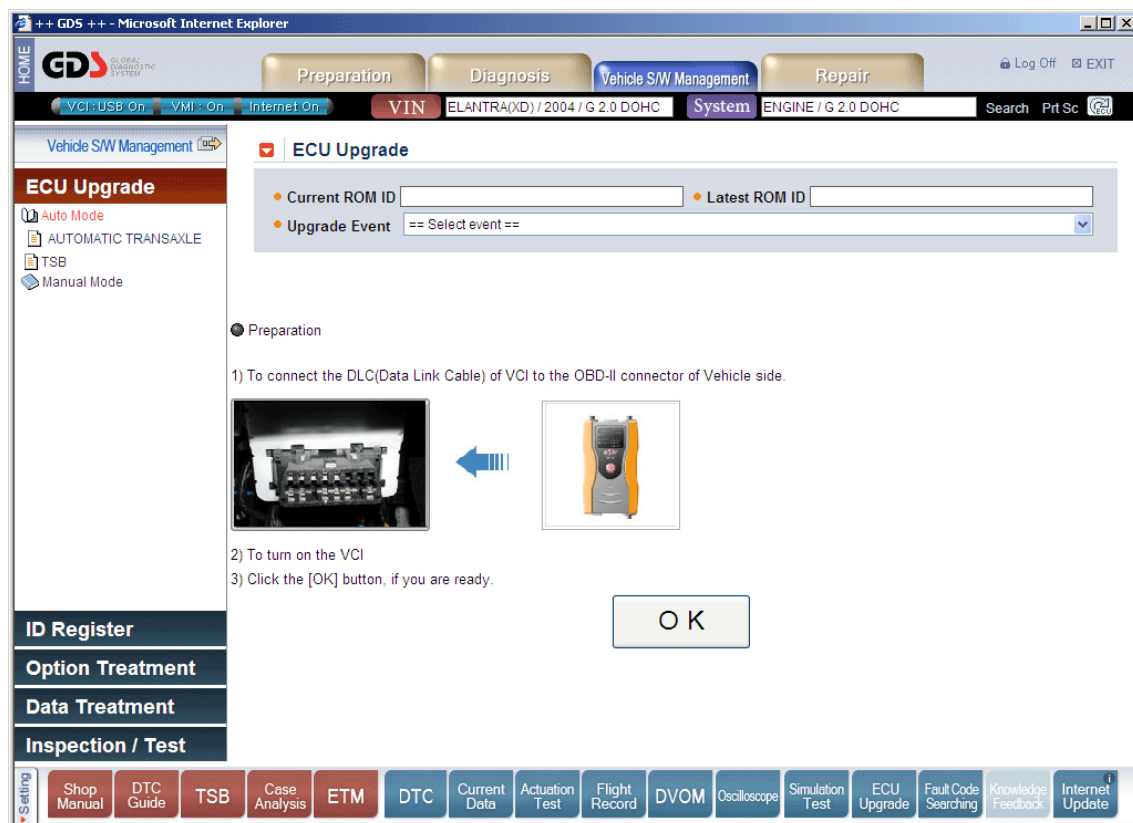 ++ GDS ++ - Microsoft Internet Explorer
HOME
GDS GLOBAL DIAGNOSTIC SYSTEM
Preparation
Diagnosis
Vehicle S/W Management
Repair
Log Off
EXIT
VCI : USB On
VMI : On
Internet On
VIN
ELANTRA(XD) / 2004 / G 2.0 DOHC
System
ENGINE / G 2.0 DOHC
Search
Prt Sc
ECU
Vehicle S/W Management
ECU Upgrade
Auto Mode
AUTOMATIC TRANSAXLE
TSB
Manual Mode
ID Register
Option Treatment
Data Treatment
Inspection / Test
ECU Upgrade
Current ROM ID
Latest ROM ID
Upgrade Event
== Select event ==
Preparation
1) To connect the DLC(Data Link Cable) of VCI to the OBD-II connector of Vehicle side.
2) To turn on the VCI
3) Click the [OK] button, if you are ready.
O K
Setting
Shop
Manual
DTC
Guide
TSB
Case
Analysis
ETM
DTC
Current
Data
Actuation
Test
Flight
Record
DVOM
Oscilloscope
Simulation
Test
ECU
Upgrade
Fault Code
Searching
Knowledge
Feedback
Internet
Update